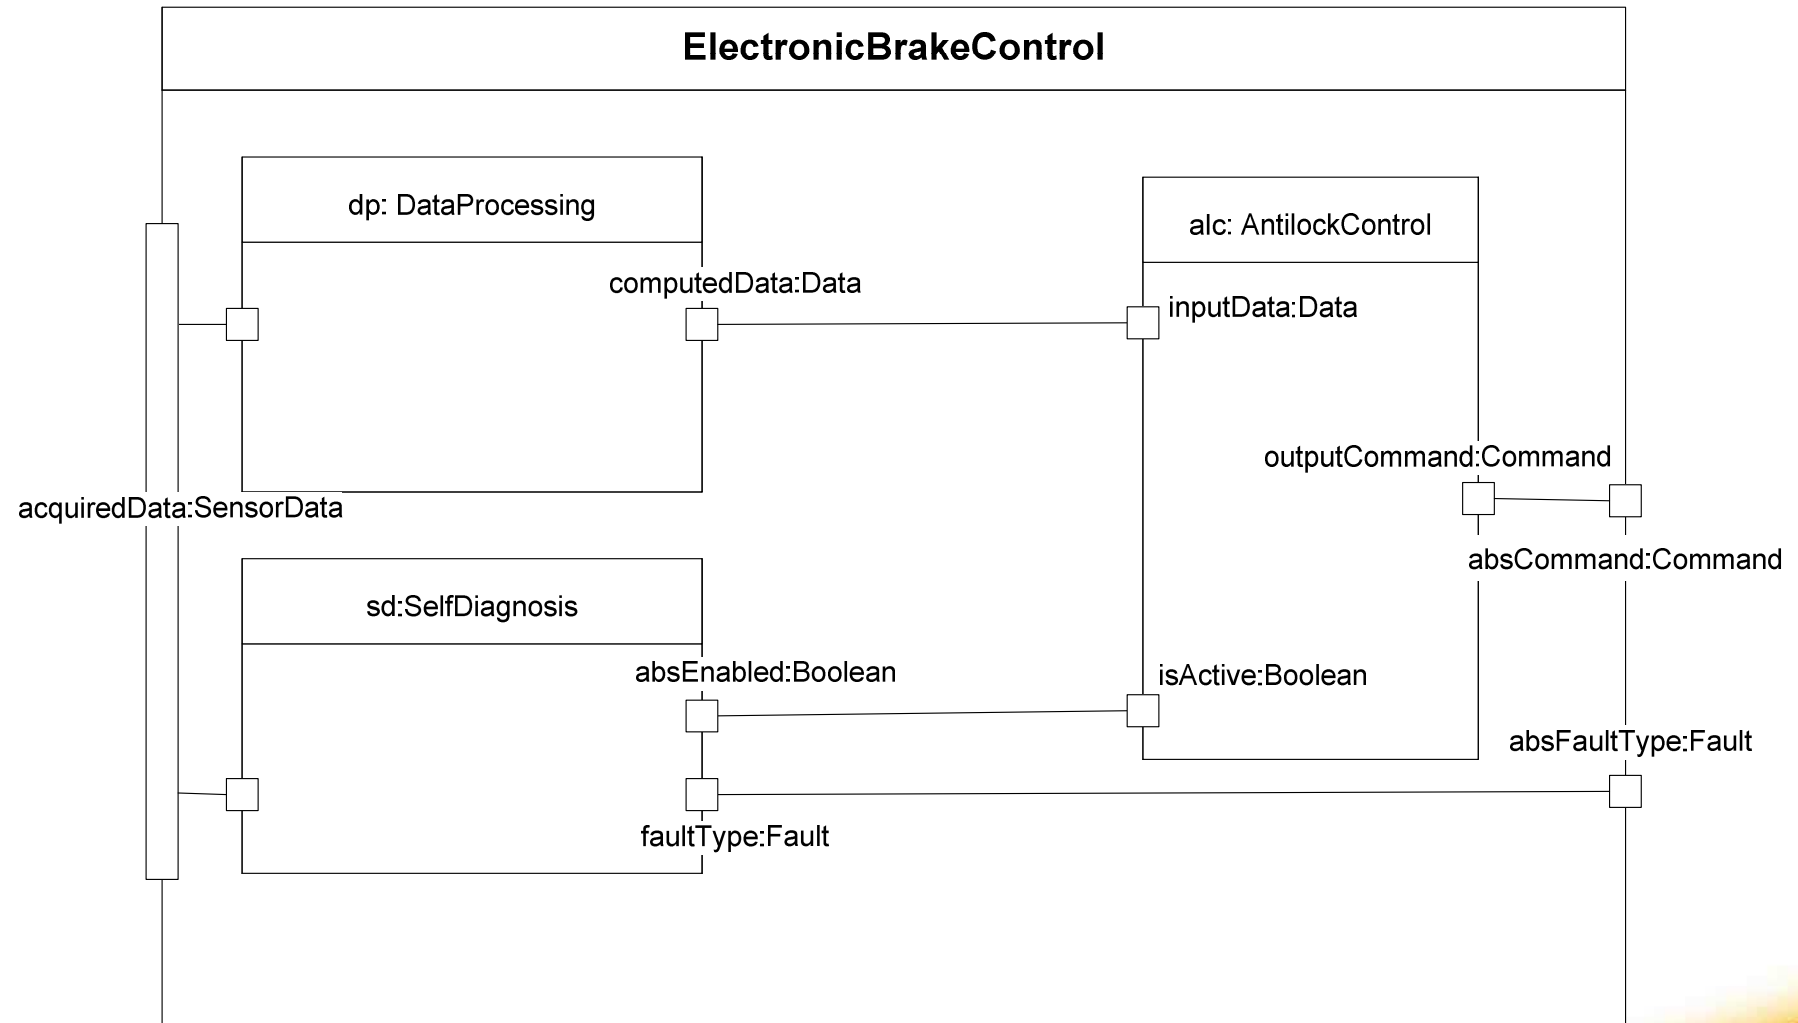 ElectronicBrakeControl
dp: DataProcessing
alc: AntilockControl
computedData:Data
inputData:Data
outputCommand:Command
acquiredData:SensorData
absCommand:Command
sd:SelfDiagnosis
absEnabled:Boolean
isActive:Boolean
absFaultType:Fault
faultType:Fault